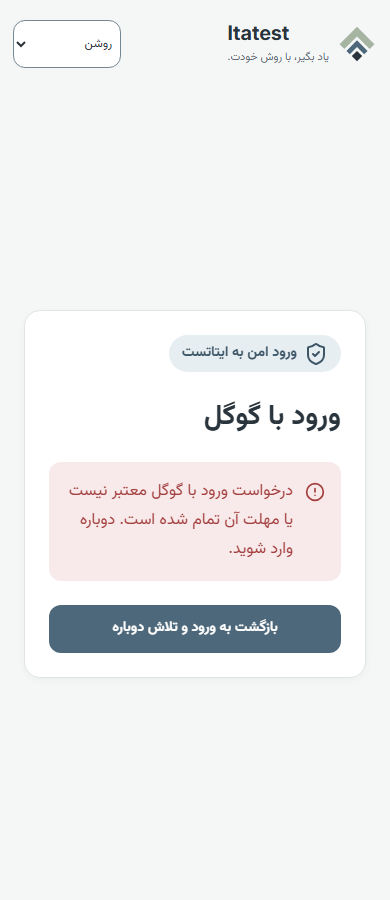 Itatest
یاد بگیر، با روش خودت.
روشن
ورود امن به ایتاتست
ورود با گوگل
درخواست ورود با گوگل معتبر نیست
یا مهلت آن تمام شده است. دوباره
وارد شوید.
بازگشت به ورود و تلاش دوباره